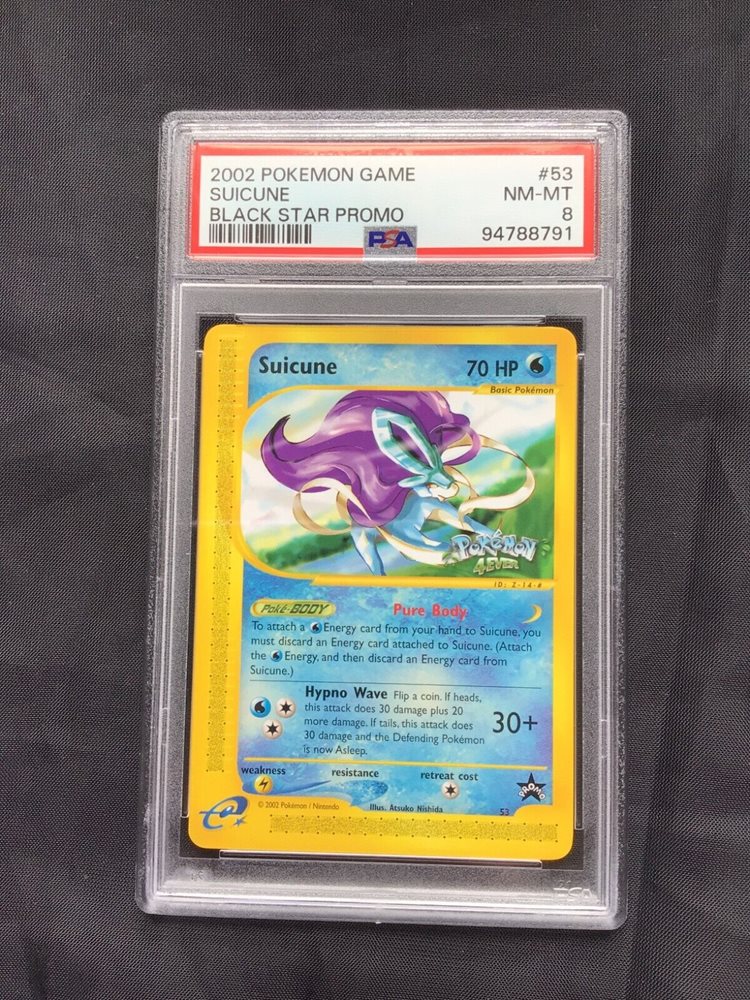 2002 POKEMON GAME #53
SUICUNE NM-MT
BLACK STAR PROMO 8
PSA 94788791
Suicune 70 HP
Basic Pokémon
POKéMON
4EVER
ID: Z-14-#
Poké-BODY Pure Body
To attach a Energy card from your hand to Suicune, you
must discard an Energy card attached to Suicune. (Attach
the Energy, and then discard an Energy card from
Suicune.)
Hypno Wave Flip a coin. If heads,
this attack does 30 damage plus 20
more damage. If tails, this attack does
30 damage and the Defending Pokémon
is now Asleep.
30+
weakness resistance retreat cost
© 2002 Pokémon / Nintendo Illus. Atsuko Nishida 53
PROMO
e